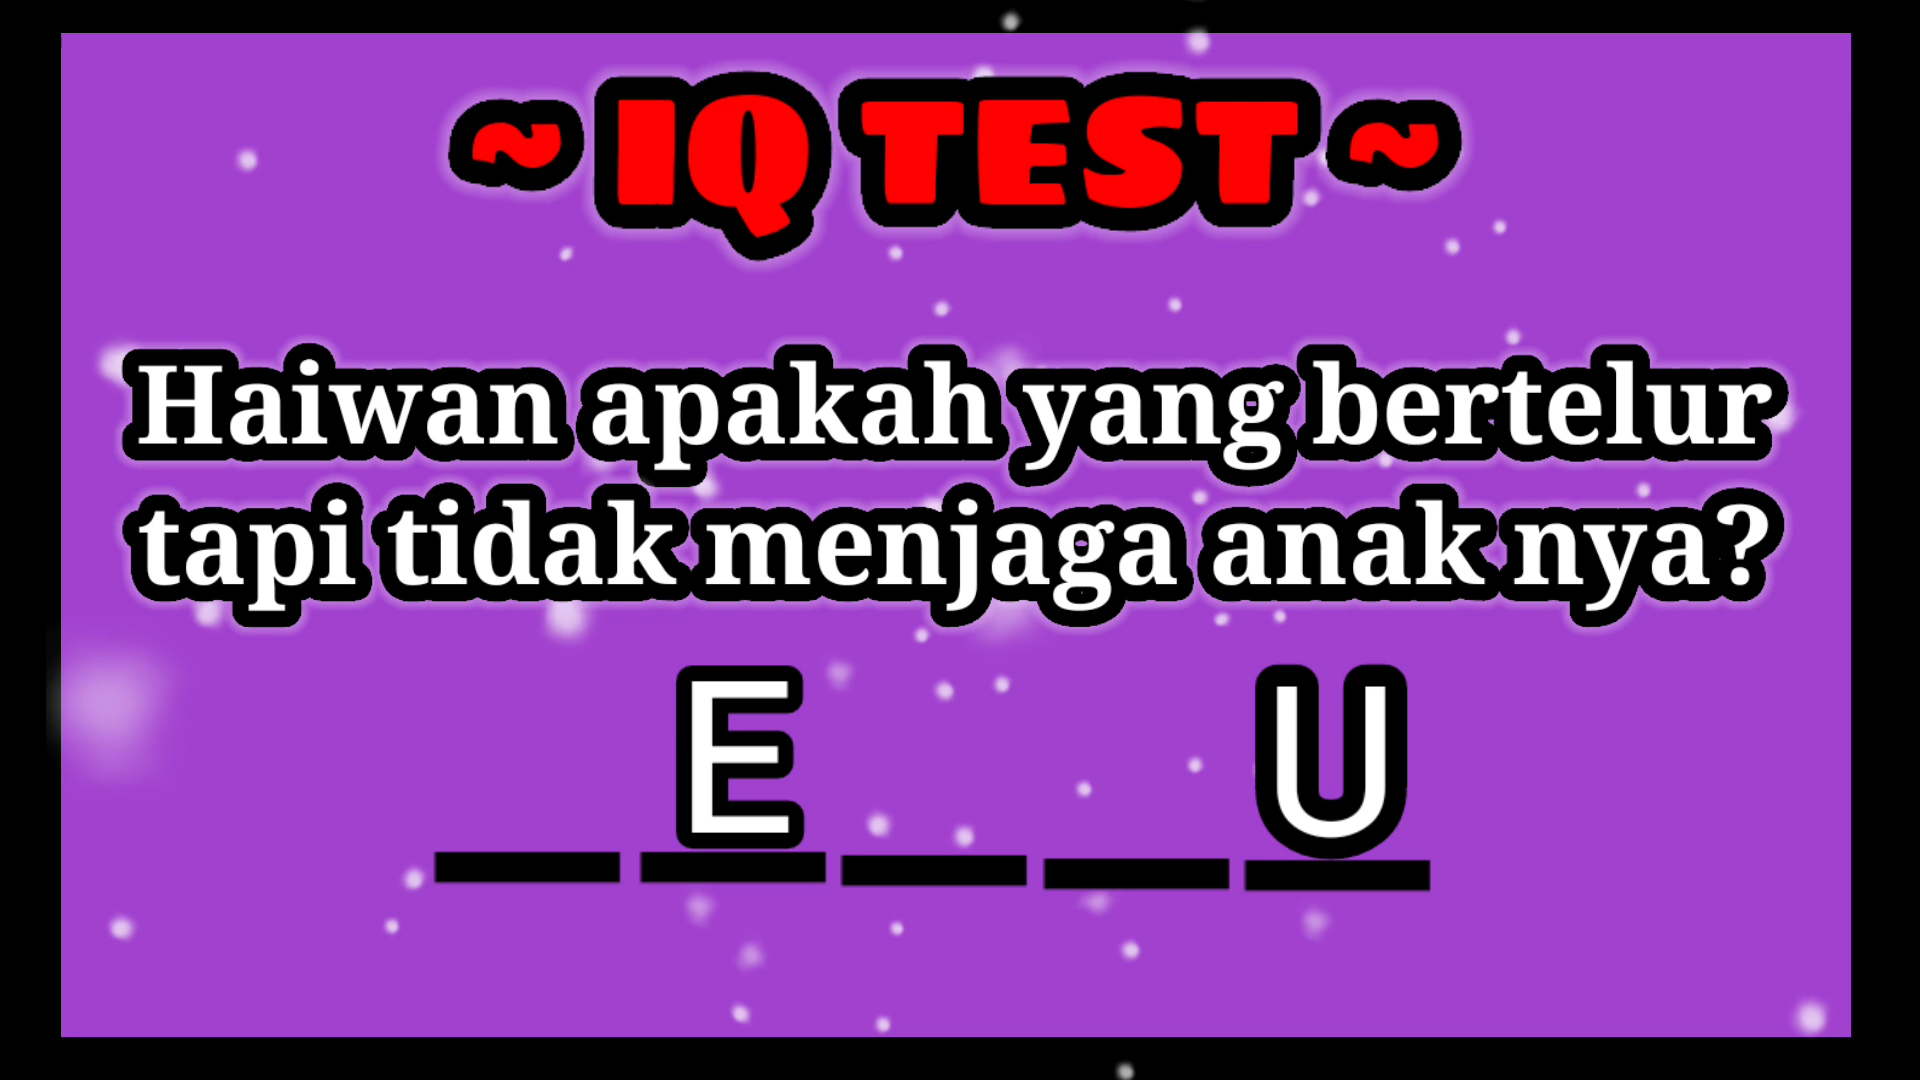 ~ IQ TEST ~
Haiwan apakah yang bertelur
tapi tidak menjaga anak nya?
_ E _ _ U